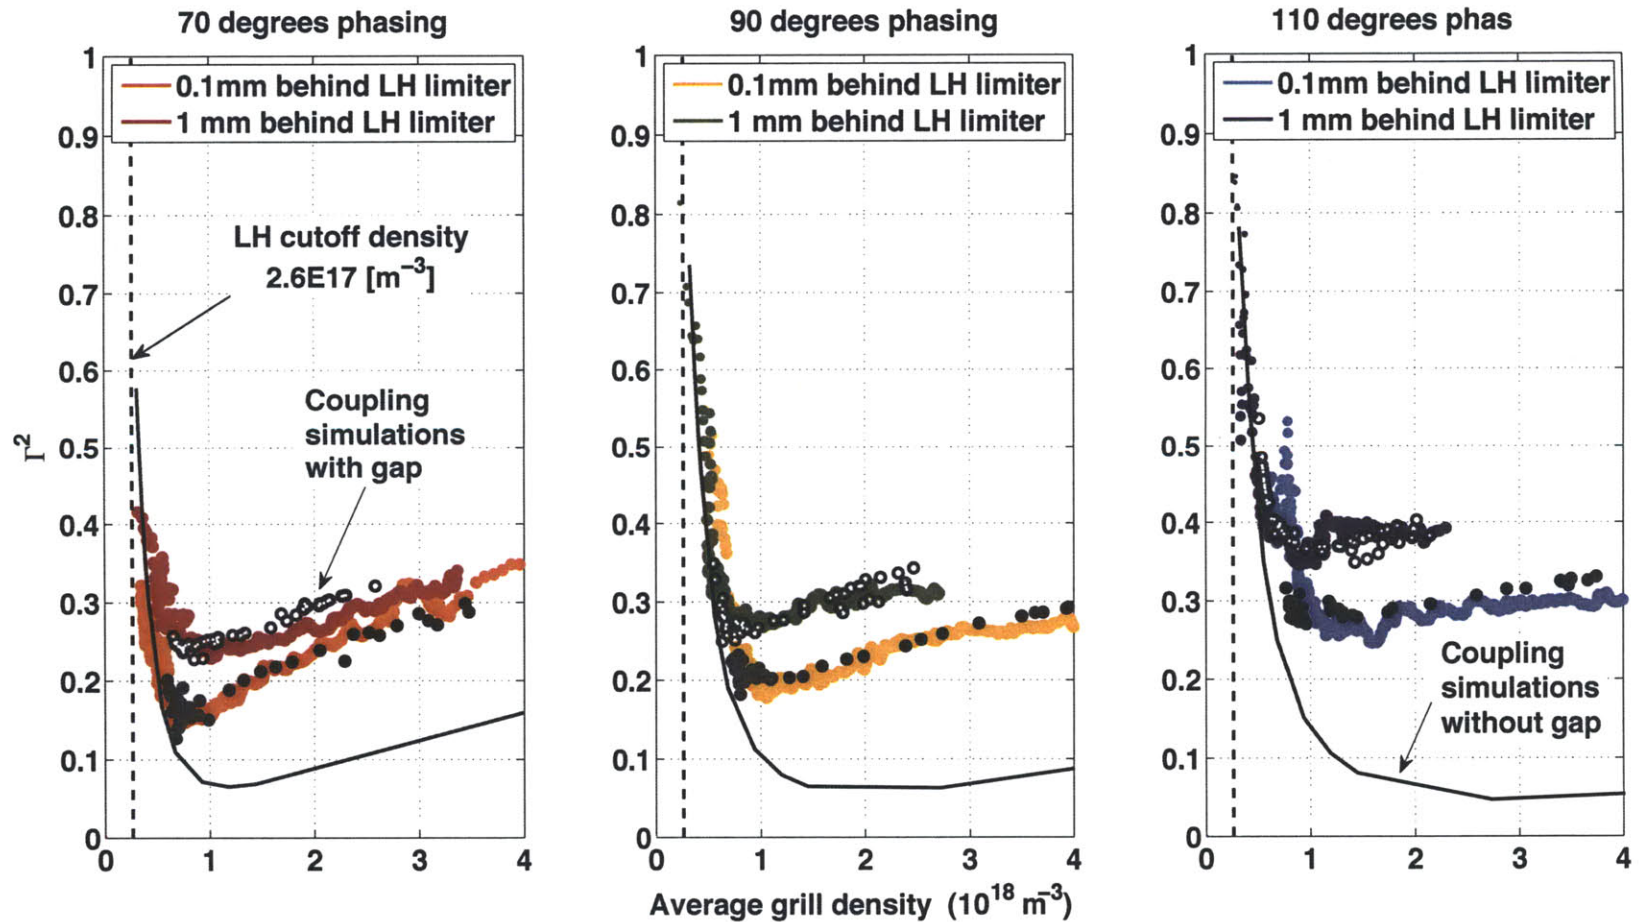 70 degrees phasing
90 degrees phasing
110 degrees phas
1
0.9
0.8
0.7
0.6
0.5
0.4
0.3
0.2
0.1
0
Γ²
0.1mm behind LH limiter
1 mm behind LH limiter
LH cutoff density
2.6E17 [m⁻³]
Coupling
simulations
with gap
0 1 2 3 4
1
0.9
0.8
0.7
0.6
0.5
0.4
0.3
0.2
0.1
0
0.1mm behind LH limiter
1 mm behind LH limiter
0 1 2 3 4
Average grill density (10¹⁸ m⁻³)
1
0.9
0.8
0.7
0.6
0.5
0.4
0.3
0.2
0.1
0
0.1mm behind LH limiter
1 mm behind LH limiter
Coupling
simulations
without gap
0 1 2 3 4